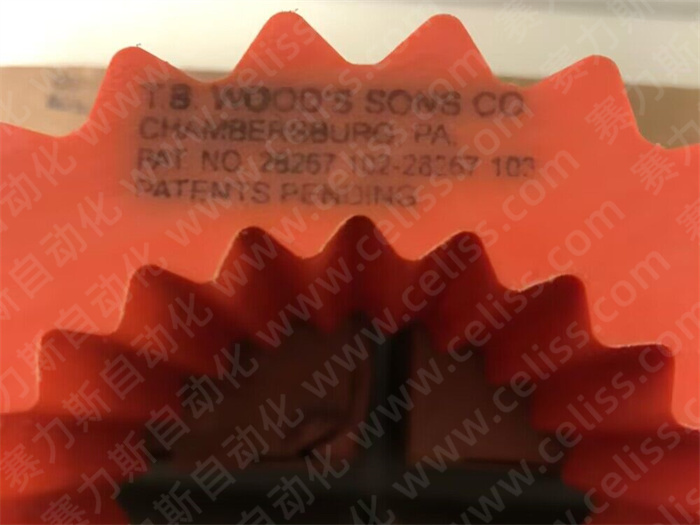 T B WOOD'S SONS CO
CHAMBERSBURG, PA.
PAT NO. 28267 102-28267 103
PATENTS PENDING
赛力斯自动化 www.celiss.com